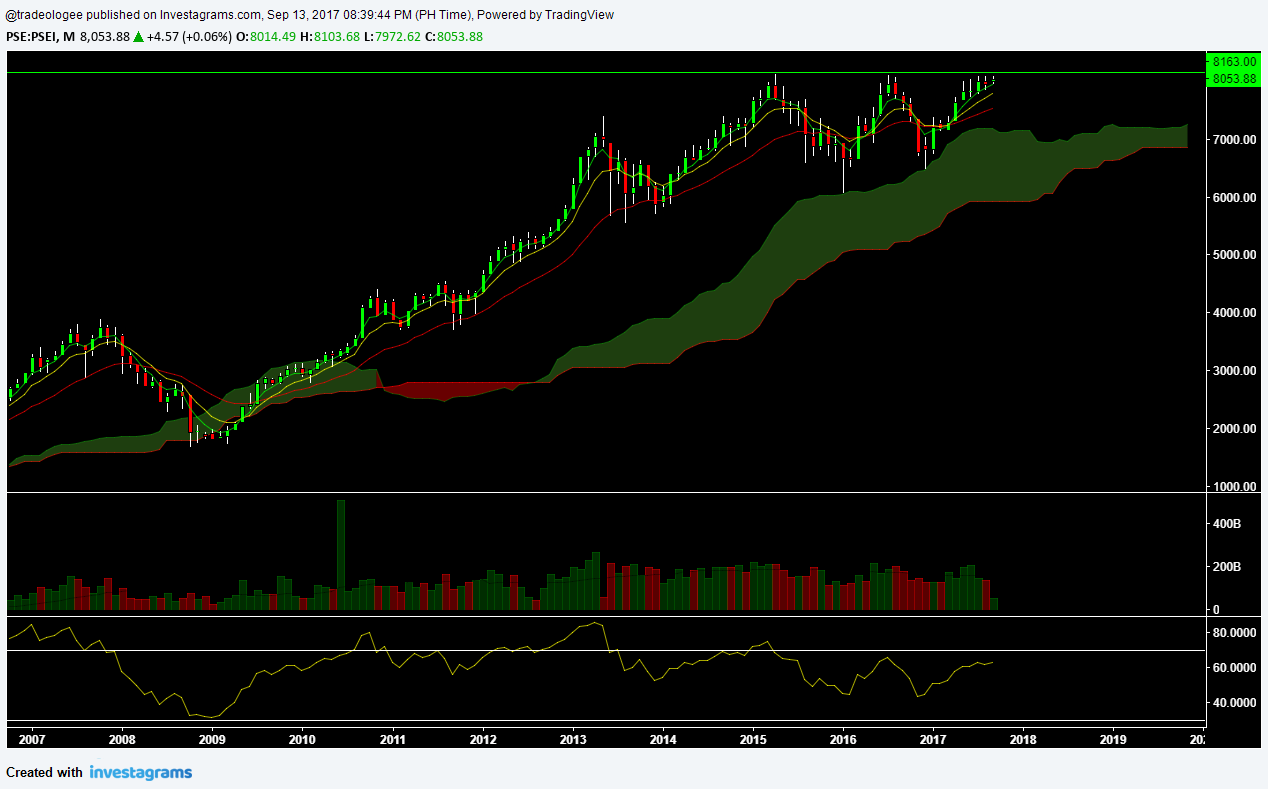 @tradeologee published on Investagrams.com, Sep 13, 2017 08:39:44 PM (PH Time), Powered by TradingView
PSE:PSEI, M 8,053.88 ▲ +4.57 (+0.06%) O:8014.49 H:8103.68 L:7972.62 C:8053.88
8163.00
8053.88
7000.00
6000.00
5000.00
4000.00
3000.00
2000.00
1000.00
400B
200B
0
80.0000
60.0000
40.0000
2007 2008 2009 2010 2011 2012 2013 2014 2015 2016 2017 2018 2019
Created with investagrams